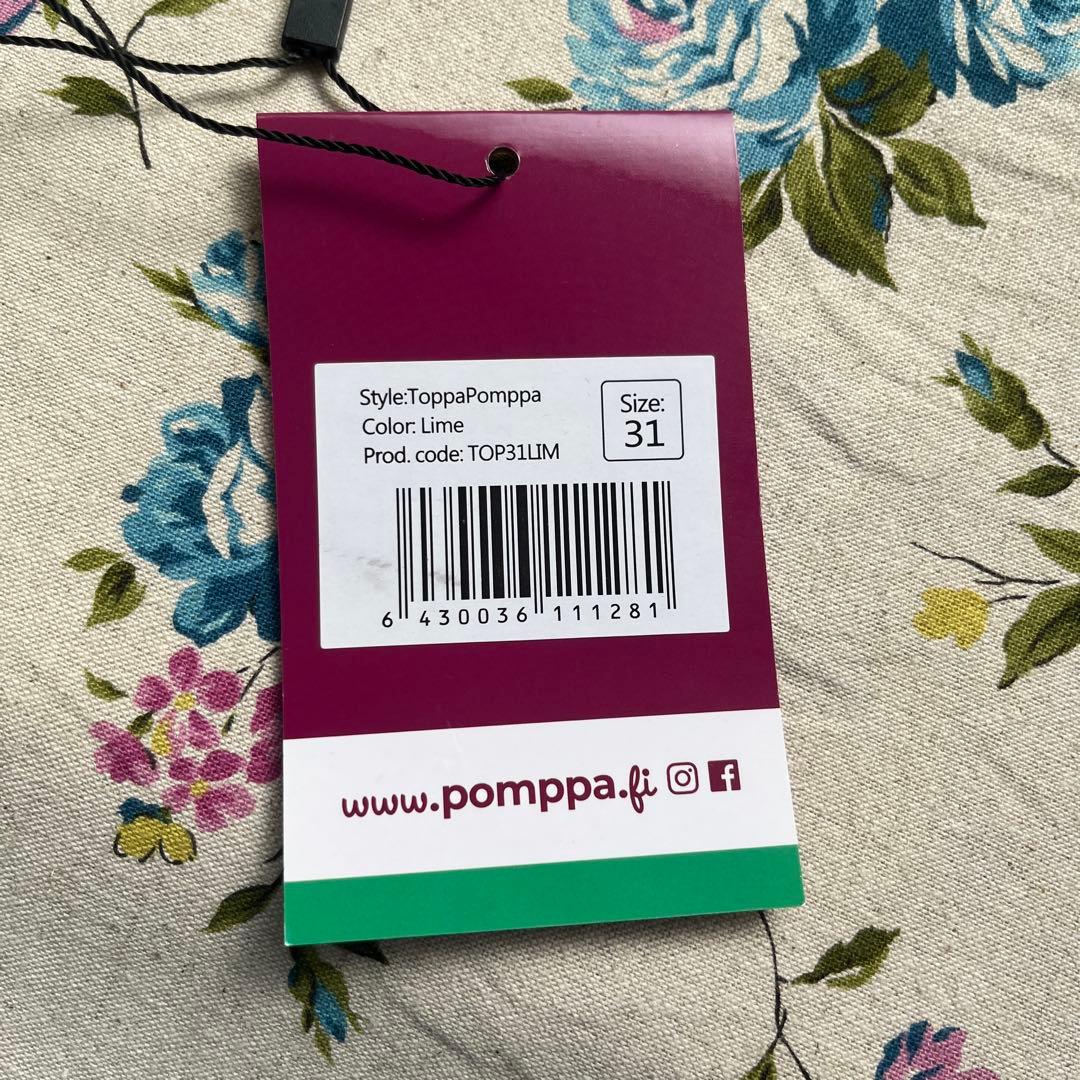 Style:ToppaPomppa
Color: Lime
Prod. code: TOP31LIM
Size:
31
6 430036 111281
www.pomppa.fi